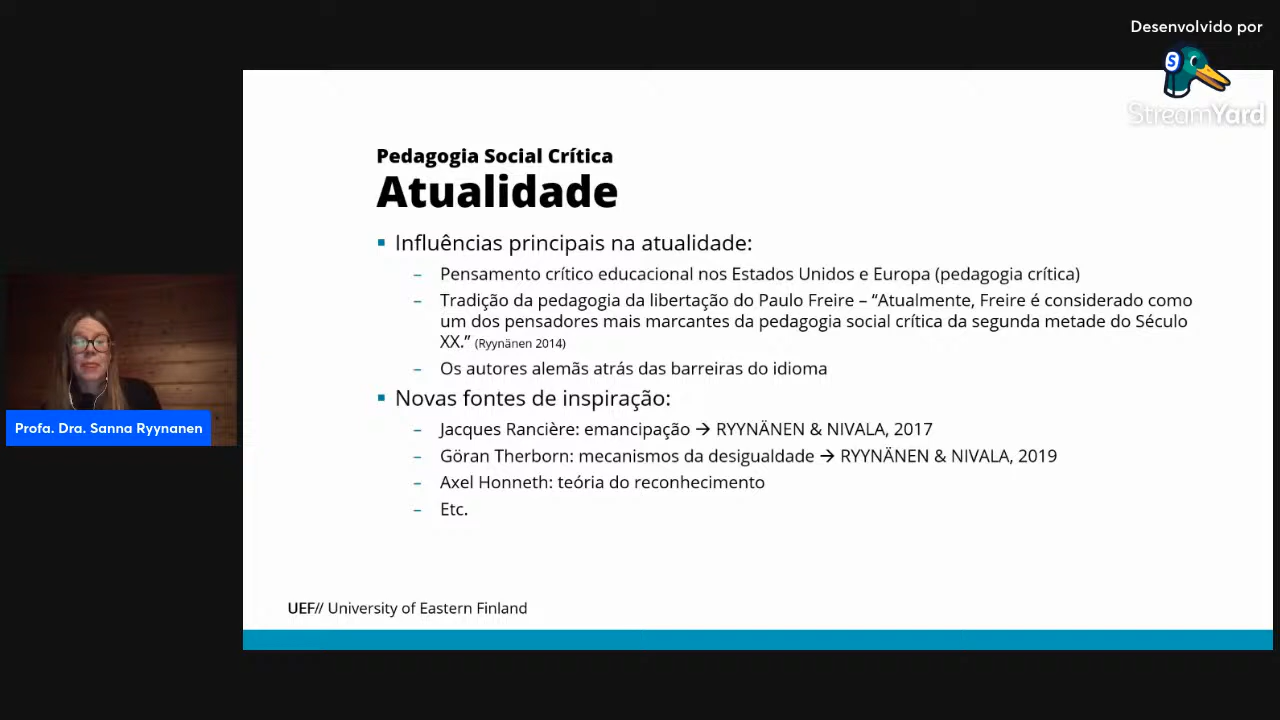 Desenvolvido por
StreamYard
Pedagogia Social Crítica
Atualidade
Influências principais na atualidade:
– Pensamento crítico educacional nos Estados Unidos e Europa (pedagogia crítica)
– Tradição da pedagogia da libertação do Paulo Freire – “Atualmente, Freire é considerado como
um dos pensadores mais marcantes da pedagogia social crítica da segunda metade do Século
XX.” (Ryynänen 2014)
– Os autores alemãs atrás das barreiras do idioma
Novas fontes de inspiração:
– Jacques Rancière: emancipação → RYYNÄNEN & NIVALA, 2017
– Göran Therborn: mecanismos da desigualdade → RYYNÄNEN & NIVALA, 2019
– Axel Honneth: teória do reconhecimento
– Etc.
Profa. Dra. Sanna Ryynanen
UEF// University of Eastern Finland